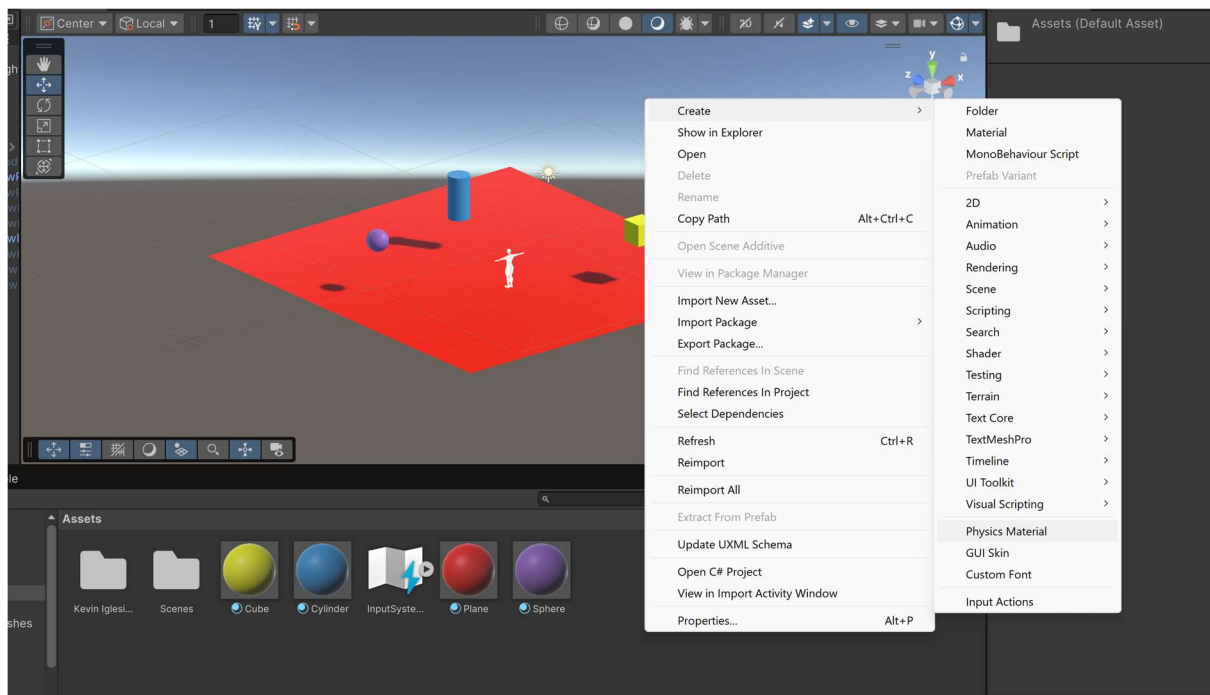 Center
Local
1
Assets (Default Asset)
y
z
x
Create
Show in Explorer
Open
Delete
Rename
Copy Path Alt+Ctrl+C
Open Scene Additive
View in Package Manager
Import New Asset...
Import Package
Export Package...
Find References In Scene
Find References In Project
Select Dependencies
Refresh Ctrl+R
Reimport
Reimport All
Extract From Prefab
Update UXML Schema
Open C# Project
View in Import Activity Window
Properties... Alt+P
Folder
Material
MonoBehaviour Script
Prefab Variant
2D
Animation
Audio
Rendering
Scene
Scripting
Search
Shader
Testing
Terrain
Text Core
TextMeshPro
Timeline
UI Toolkit
Visual Scripting
Physics Material
GUI Skin
Custom Font
Input Actions
Assets
Kevin Iglesi...
Scenes
Cube
Cylinder
InputSyste...
Plane
Sphere